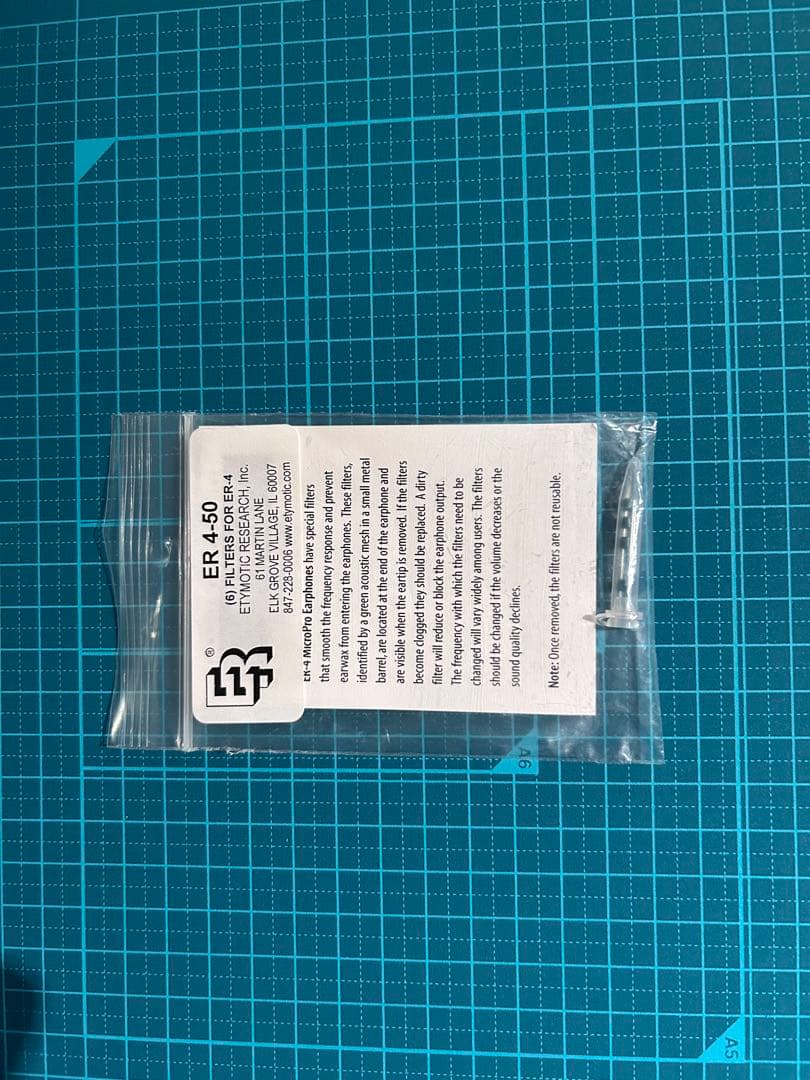 ER®
ER 4-50
(6) FILTERS FOR ER-4
ETYMOTIC RESEARCH, Inc.
61 MARTIN LANE
ELK GROVE VILLAGE, IL 60007
847-228-0006 www.etymotic.com
ER-4 MicroPro Earphones have special filters
that smooth the frequency response and prevent
earwax from entering the earphones. These filters,
identified by a green acoustic mesh in a small metal
barrel, are located at the end of the earphone and
are visible when the eartip is removed. If the filters
become clogged they should be replaced. A dirty
filter will reduce or block the earphone output.
The frequency with which the filters need to be
changed will vary widely among users. The filters
should be changed if the volume decreases or the
sound quality declines.
Note: Once removed, the filters are not reusable.
A6
A5